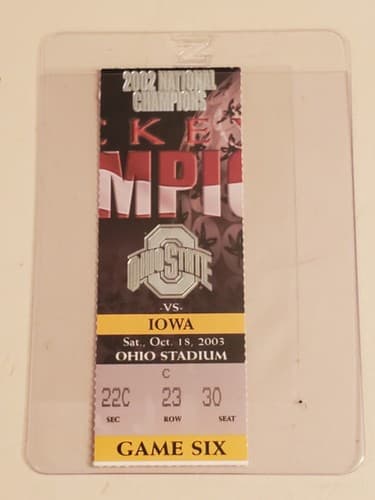 2002 NATIONAL
CHAMPIONS
CKE
MPIO
OHIO STATE
-VS-
IOWA
Sat., Oct. 18, 2003
OHIO STADIUM
C
22C 23 30
SEC ROW SEAT
GAME SIX